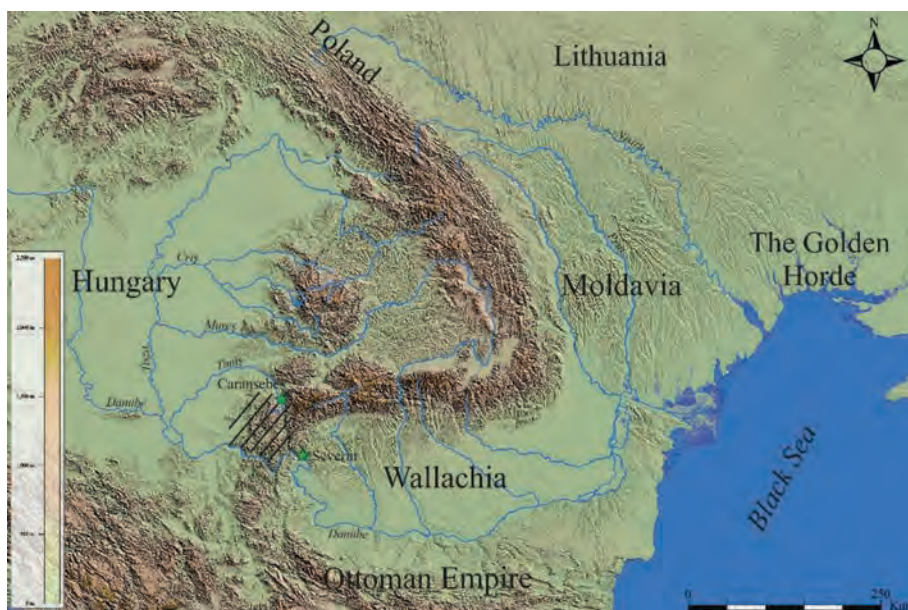 N
Poland
Lithuania
Hungary
Criș
The Golden
Horde
Moldavia
Mureș
Tisa
Timiș
Caransebeș
Danube
Severin
Wallachia
Danube
Black Sea
Ottoman Empire
0
250